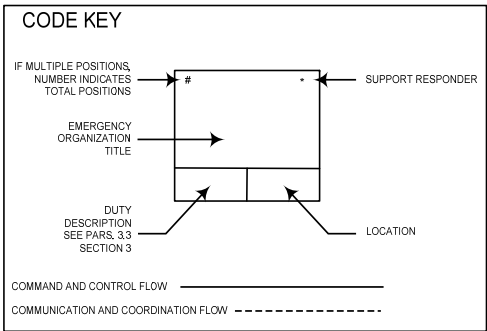 CODE KEY
IF MULTIPLE POSITIONS,
NUMBER INDICATES
TOTAL POSITIONS
#
*
SUPPORT RESPONDER
EMERGENCY
ORGANIZATION
TITLE
DUTY
DESCRIPTION
SEE PARS. 3.3
SECTION 3
LOCATION
COMMAND AND CONTROL FLOW
COMMUNICATION AND COORDINATION FLOW